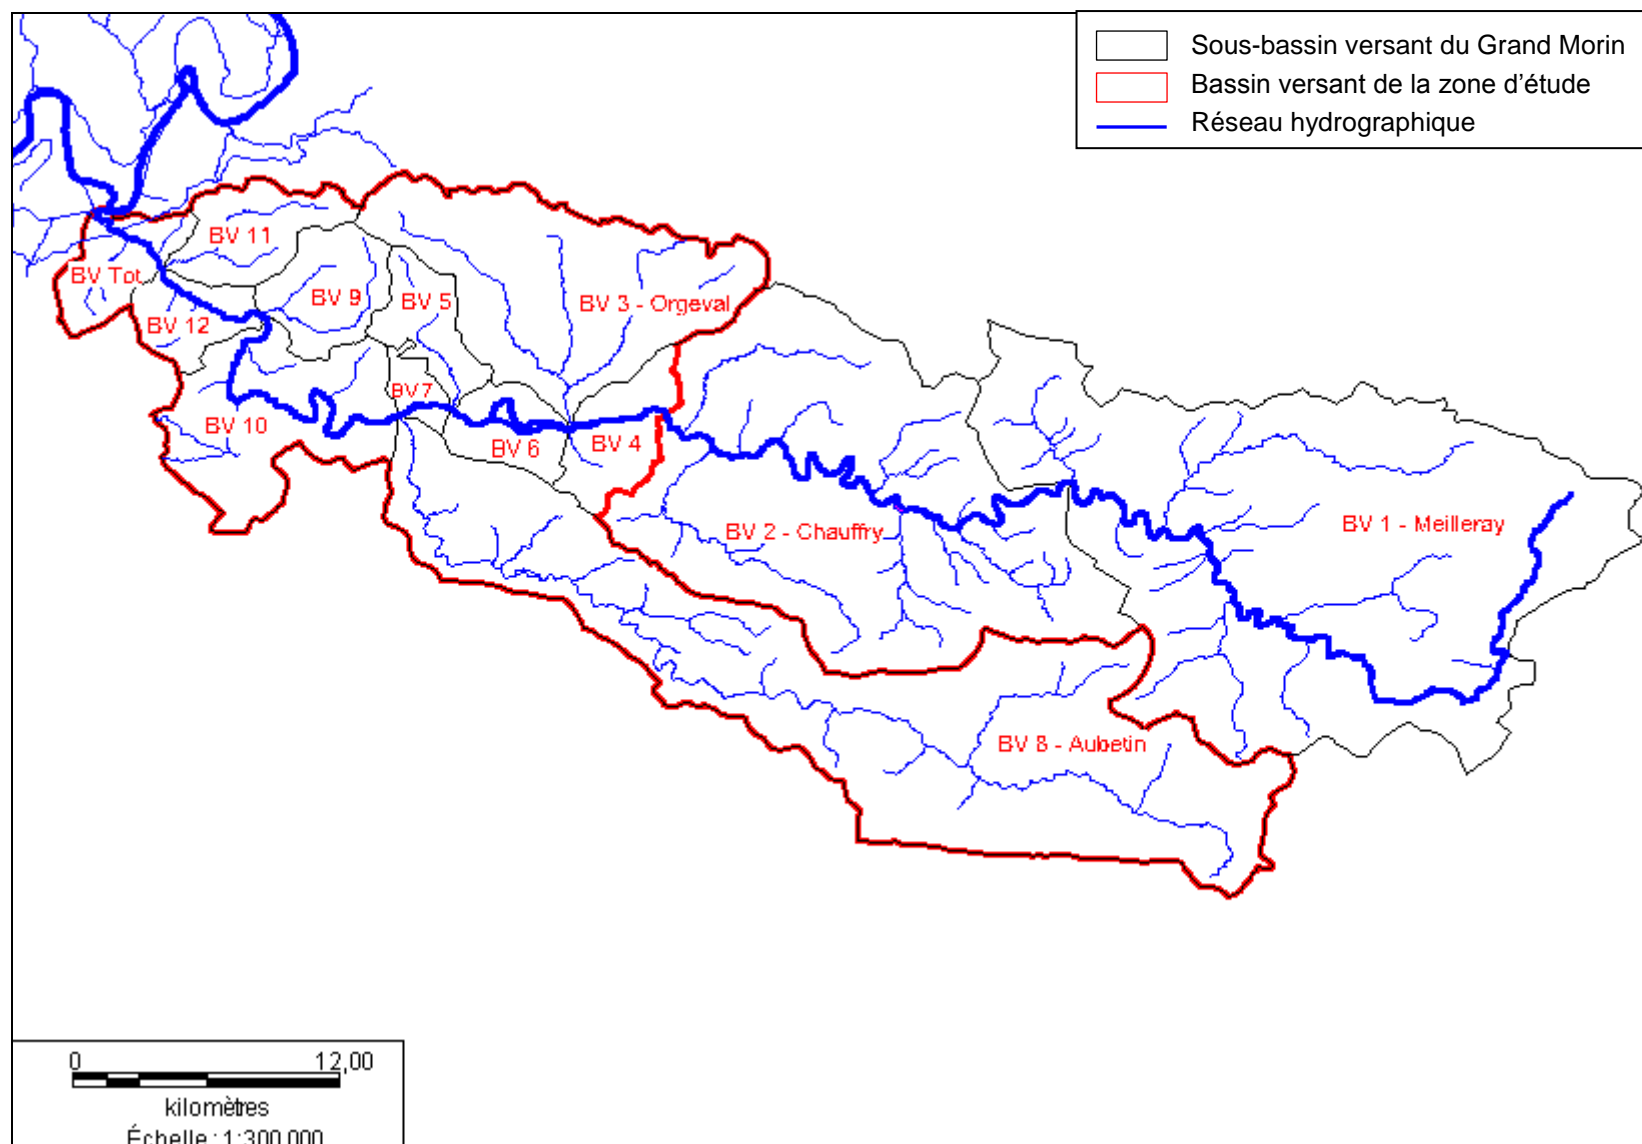 Sous-bassin versant du Grand Morin
Bassin versant de la zone d'étude
Réseau hydrographique
BV 11
BV Tot
BV 9
BV 5
BV 3 - Orgeval
BV 12
BV 7
BV 10
BV 6
BV 4
BV 2 - Chauffry
BV 1 - Meilleray
BV 8 - Aubetin
0 12,00
kilomètres
Échelle : 1:300 000